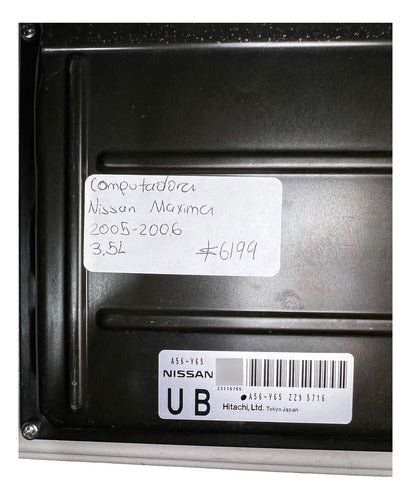 Computadora
Nissan Maxima
2005-2006
3.5L *6199
A56-Y65
NISSAN
23116765
UB
A56-Y65 ZZ9 5716
Hitachi, Ltd. Tokyo Japan